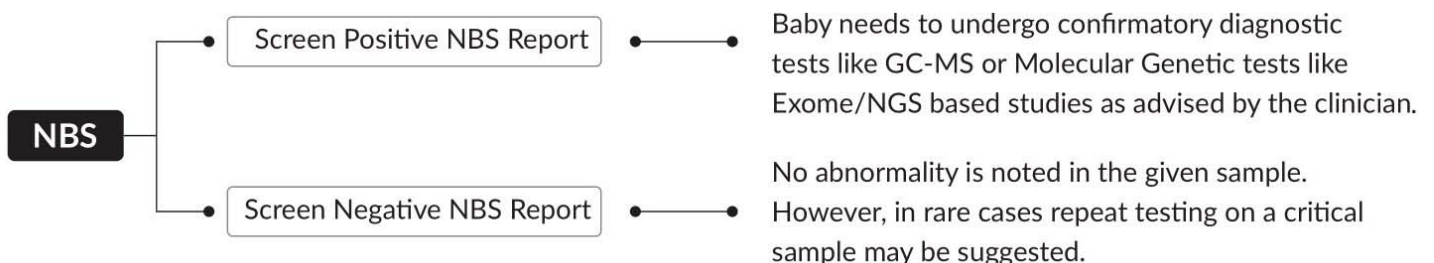 NBS
Screen Positive NBS Report
Baby needs to undergo confirmatory diagnostic
tests like GC-MS or Molecular Genetic tests like
Exome/NGS based studies as advised by the clinician.
Screen Negative NBS Report
No abnormality is noted in the given sample.
However, in rare cases repeat testing on a critical
sample may be suggested.